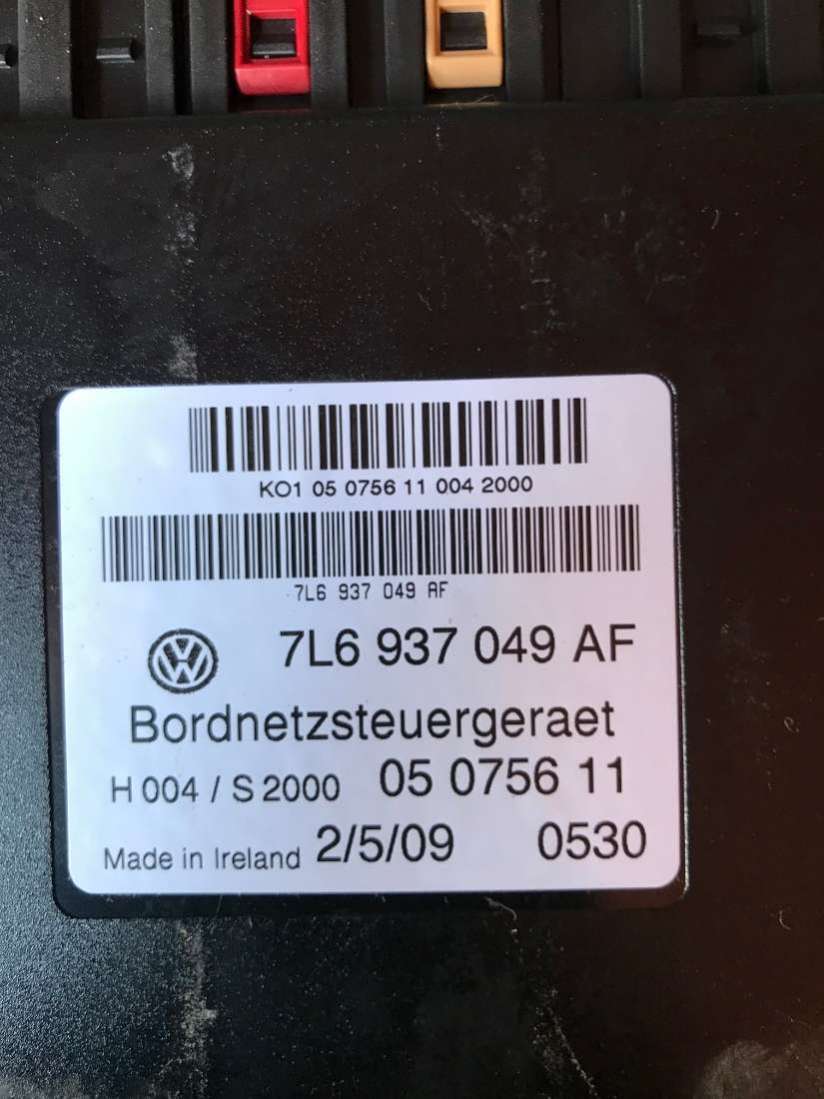 KO1 05 0756 11 004 2000
7L6 937 049 AF
7L6 937 049 AF
Bordnetzsteuergeraet
H 004 / S 2000 05 0756 11
Made in Ireland 2/5/09 0530